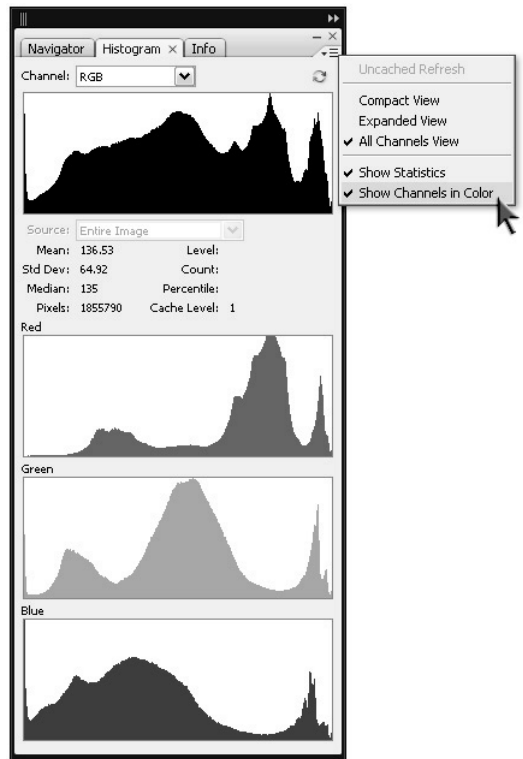 Navigator Histogram × Info
Channel: RGB
Source: Entire Image
Mean: 136.53 Level:
Std Dev: 64.92 Count:
Median: 135 Percentile:
Pixels: 1855790 Cache Level: 1
Red
Green
Blue
Uncached Refresh
Compact View
Expanded View
✔ All Channels View
✔ Show Statistics
✔ Show Channels in Color